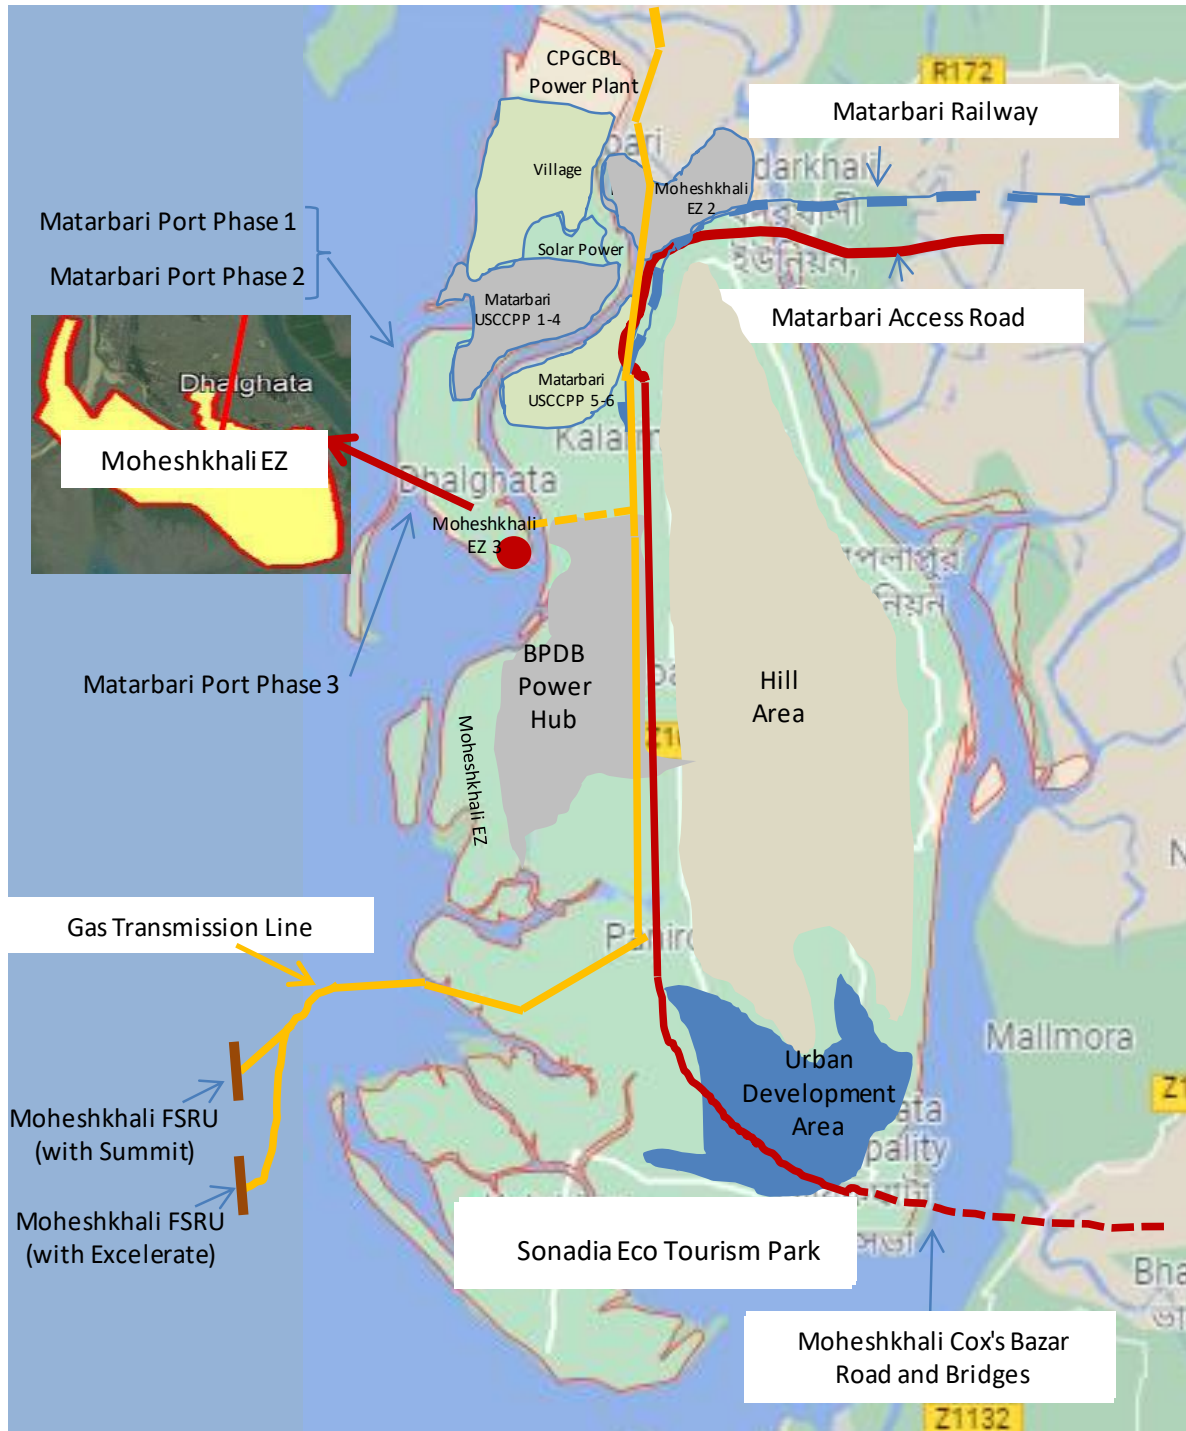 CPGCBL
Power Plant
R172
Matarbari Railway
Village
Moheshkhali
EZ 2
Matarbari Port Phase 1
Solar Power
ইউনিয়ন,
Matarbari Port Phase 2
Matarbari
USCCPP 1-4
Matarbari Access Road
Dhalghata
Matarbari
USCCPP 5-6
Moheshkhali EZ
Dhalghata
Moheshkhali
EZ 3
BPDB
Power
Hub
Hill
Area
Matarbari Port Phase 3
Moheshkhali EZ
Gas Transmission Line
Mallmora
Urban
Development
Area
Moheshkhali FSRU
(with Summit)
Moheshkhali FSRU
(with Excelerate)
Sonadia Eco Tourism Park
Moheshkhali Cox's Bazar
Road and Bridges
Z1132